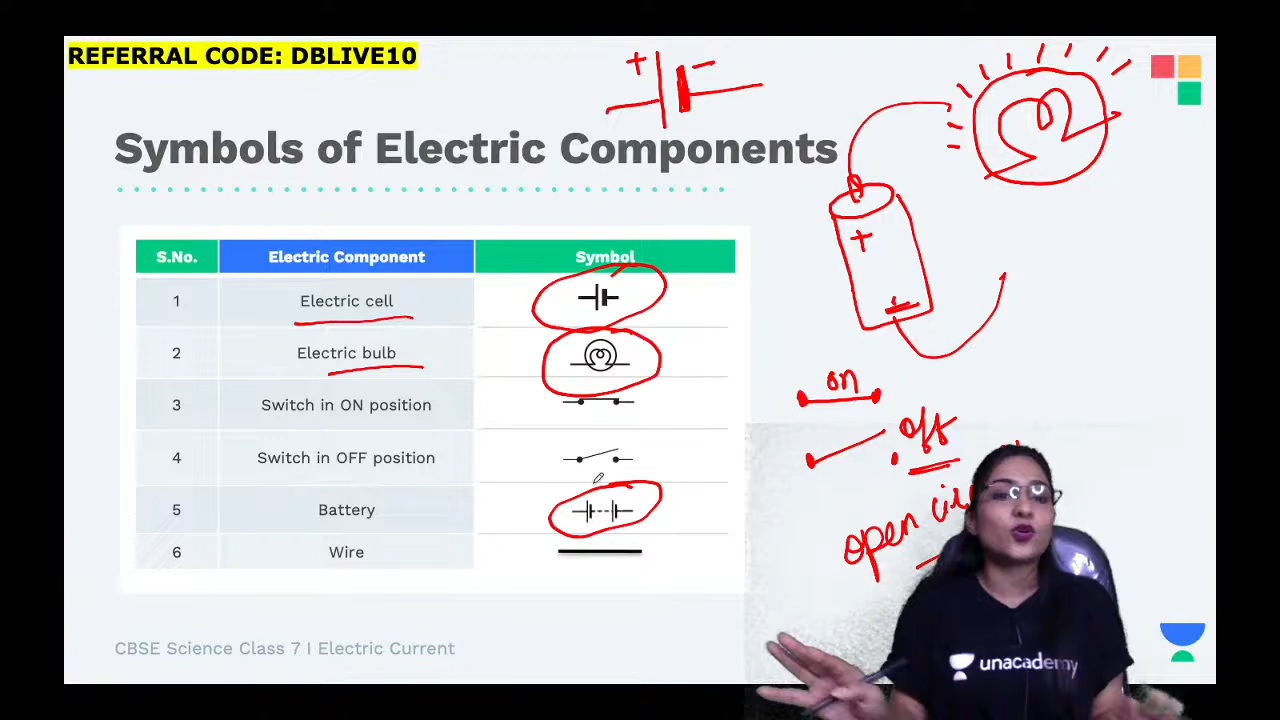 REFERRAL CODE: DBLIVE10
+ -
Symbols of Electric Components
S.No. Electric Component Symbol
1 Electric cell
2 Electric bulb
3 Switch in ON position
4 Switch in OFF position
5 Battery
6 Wire
+
-
on
off
open
CBSE Science Class 7 I Electric Current
unacademy